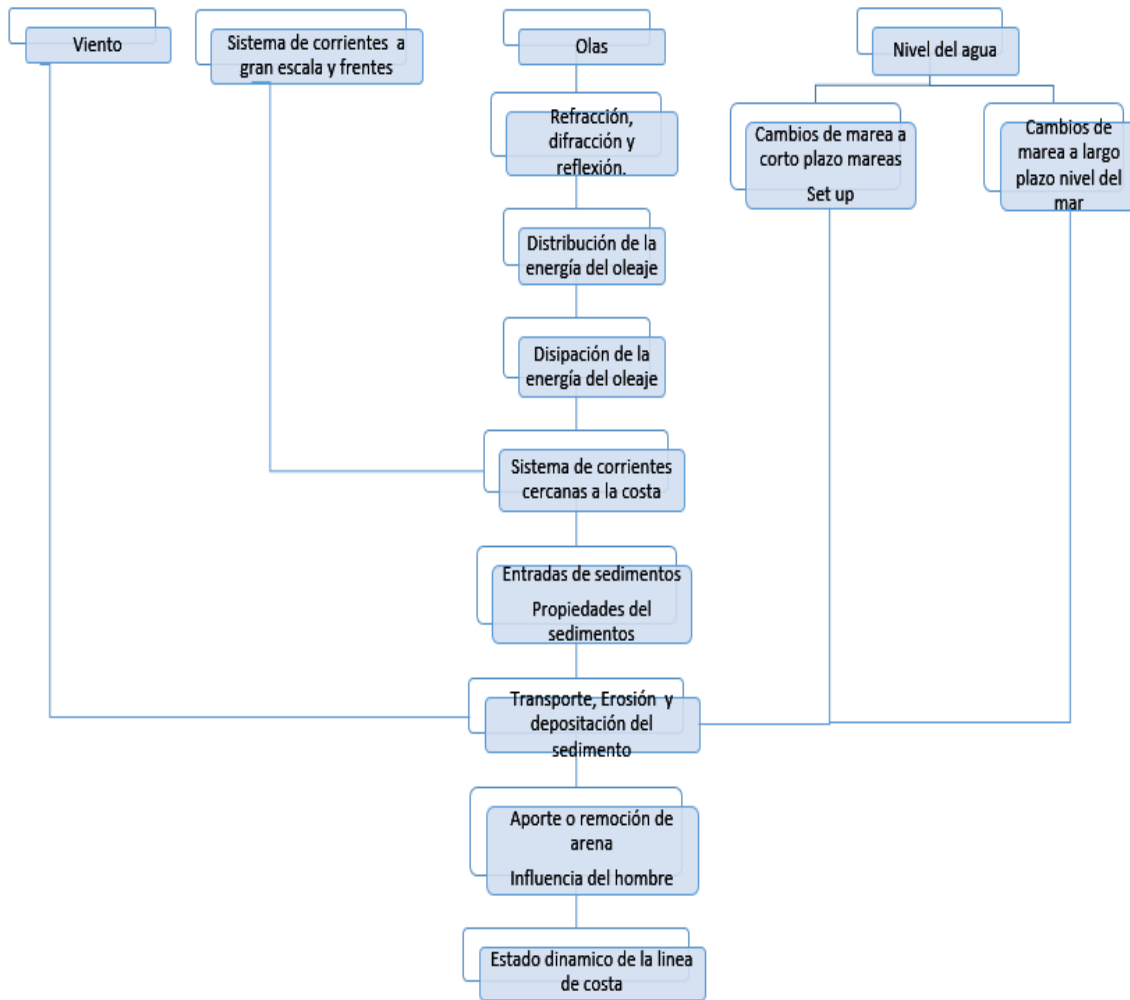 Viento
Sistema de corrientes a
gran escala y frentes
Olas
Nivel del agua
Refracción,
difracción y
reflexión.
Cambios de marea a
corto plazo mareas
Set up
Cambios de
marea a largo
plazo nivel del
mar
Distribución de la
energía del oleaje
Disipación de la
energía del oleaje
Sistema de corrientes
cercanas a la costa
Entradas de sedimentos
Propiedades del
sedimentos
Transporte, Erosión y
depositación del
sedimento
Aporte o remoción de
arena
Influencia del hombre
Estado dinamico de la linea
de costa